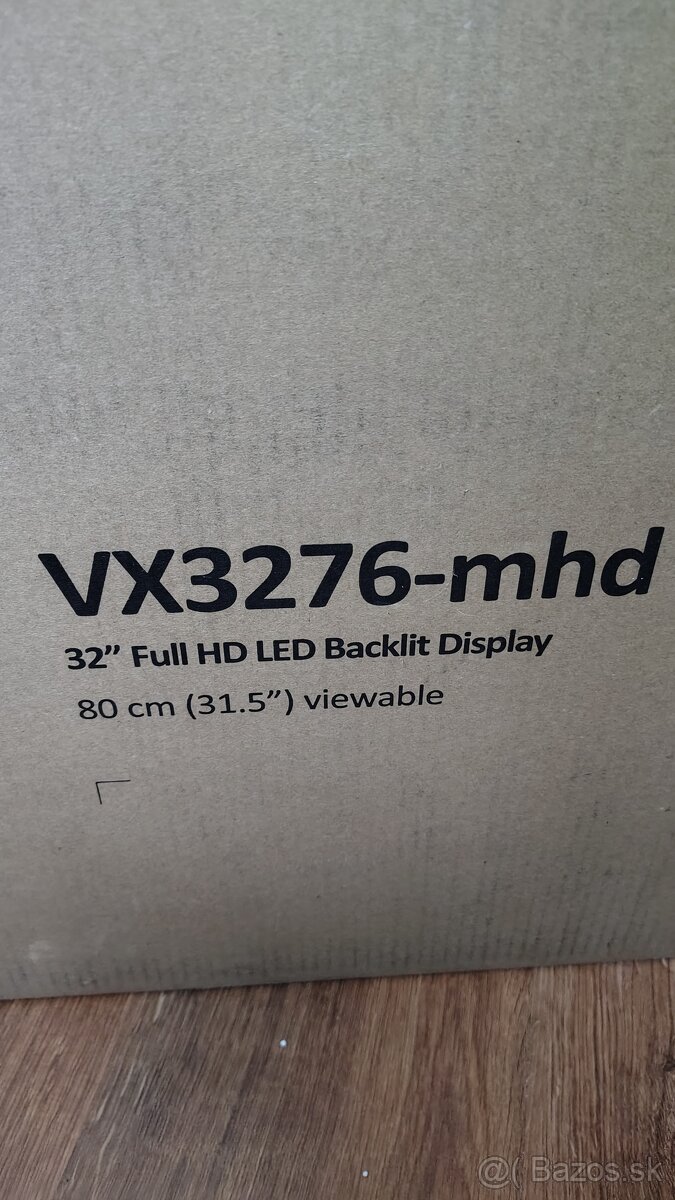 VX3276-mhd
32” Full HD LED Backlit Display
80 cm (31.5”) viewable
@( Bazos.sk